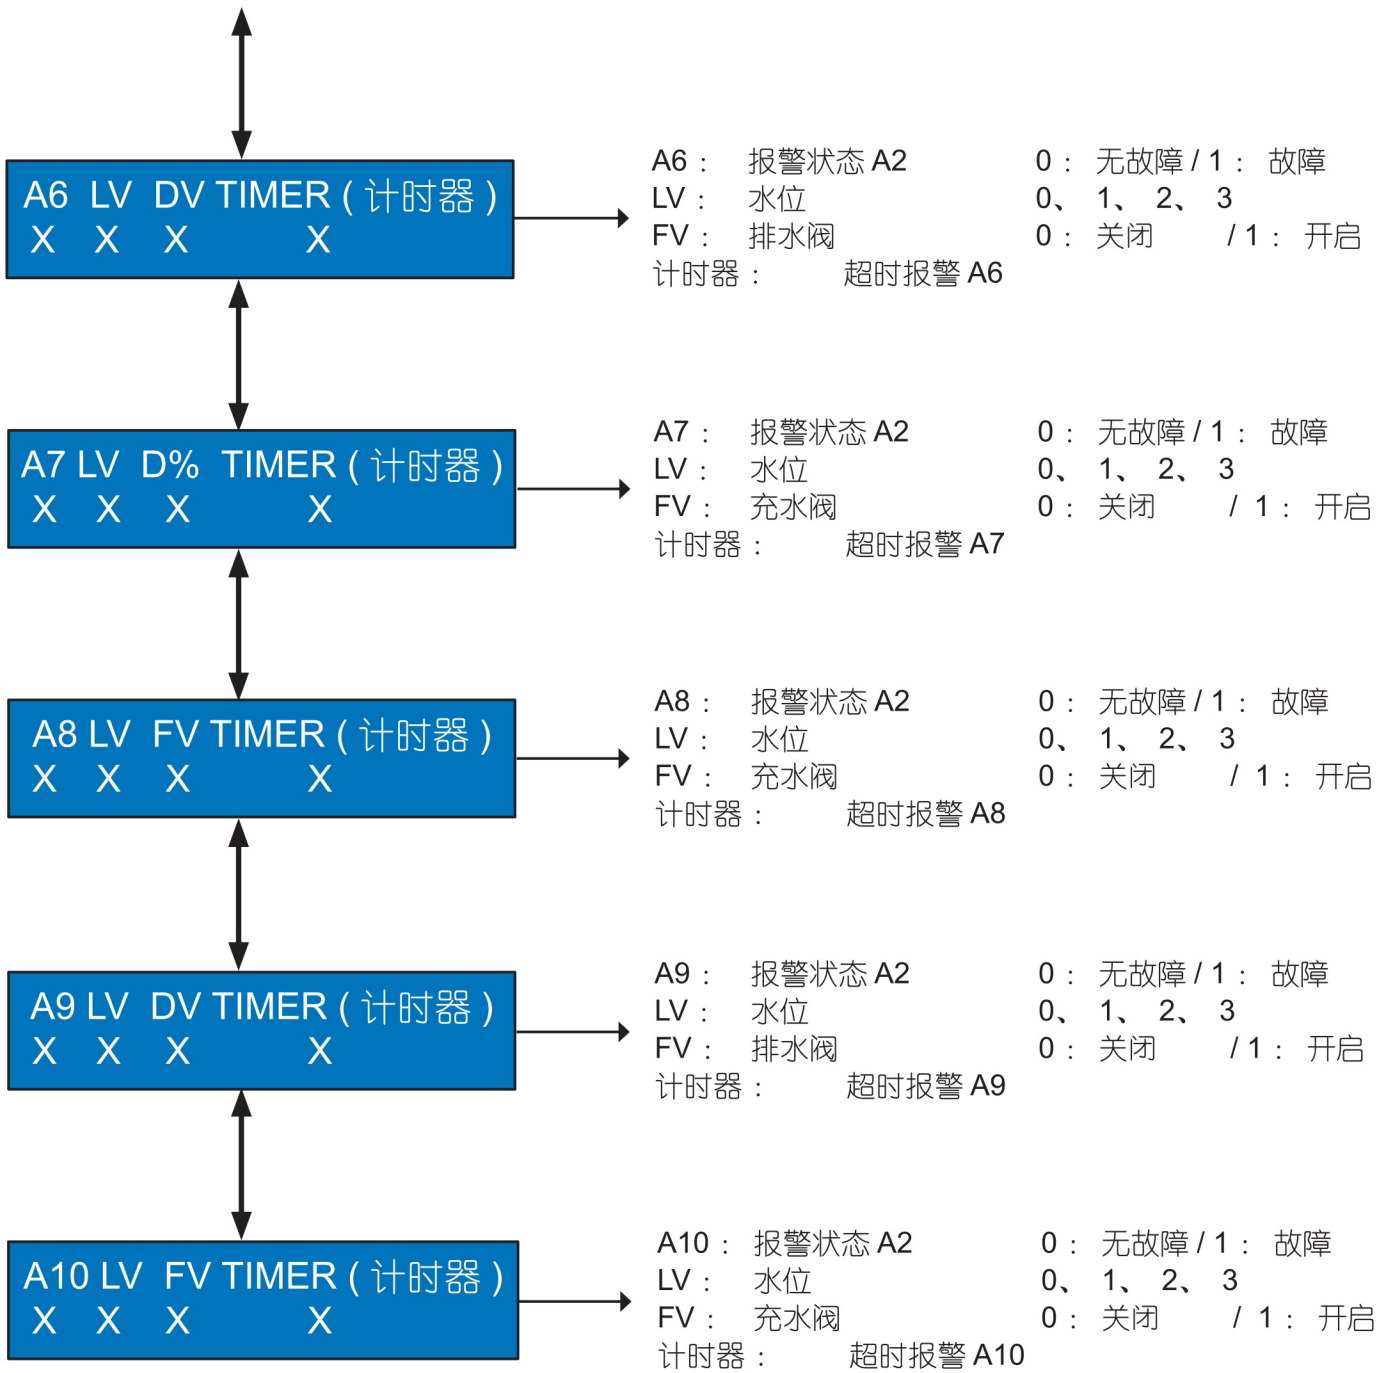 A6 LV DV TIMER ( 计时器 )
X X X X
A6： 报警状态 A2 0： 无故障 / 1： 故障
LV： 水位 0、 1、 2、 3
FV： 排水阀 0： 关闭 / 1： 开启
计时器： 超时报警 A6
A7 LV D% TIMER ( 计时器 )
X X X X
A7： 报警状态 A2 0： 无故障 / 1： 故障
LV： 水位 0、 1、 2、 3
FV： 充水阀 0： 关闭 / 1： 开启
计时器： 超时报警 A7
A8 LV FV TIMER ( 计时器 )
X X X X
A8： 报警状态 A2 0： 无故障 / 1： 故障
LV： 水位 0、 1、 2、 3
FV： 充水阀 0： 关闭 / 1： 开启
计时器： 超时报警 A8
A9 LV DV TIMER ( 计时器 )
X X X X
A9： 报警状态 A2 0： 无故障 / 1： 故障
LV： 水位 0、 1、 2、 3
FV： 排水阀 0： 关闭 / 1： 开启
计时器： 超时报警 A9
A10 LV FV TIMER ( 计时器 )
X X X X
A10： 报警状态 A2 0： 无故障 / 1： 故障
LV： 水位 0、 1、 2、 3
FV： 充水阀 0： 关闭 / 1： 开启
计时器： 超时报警 A10